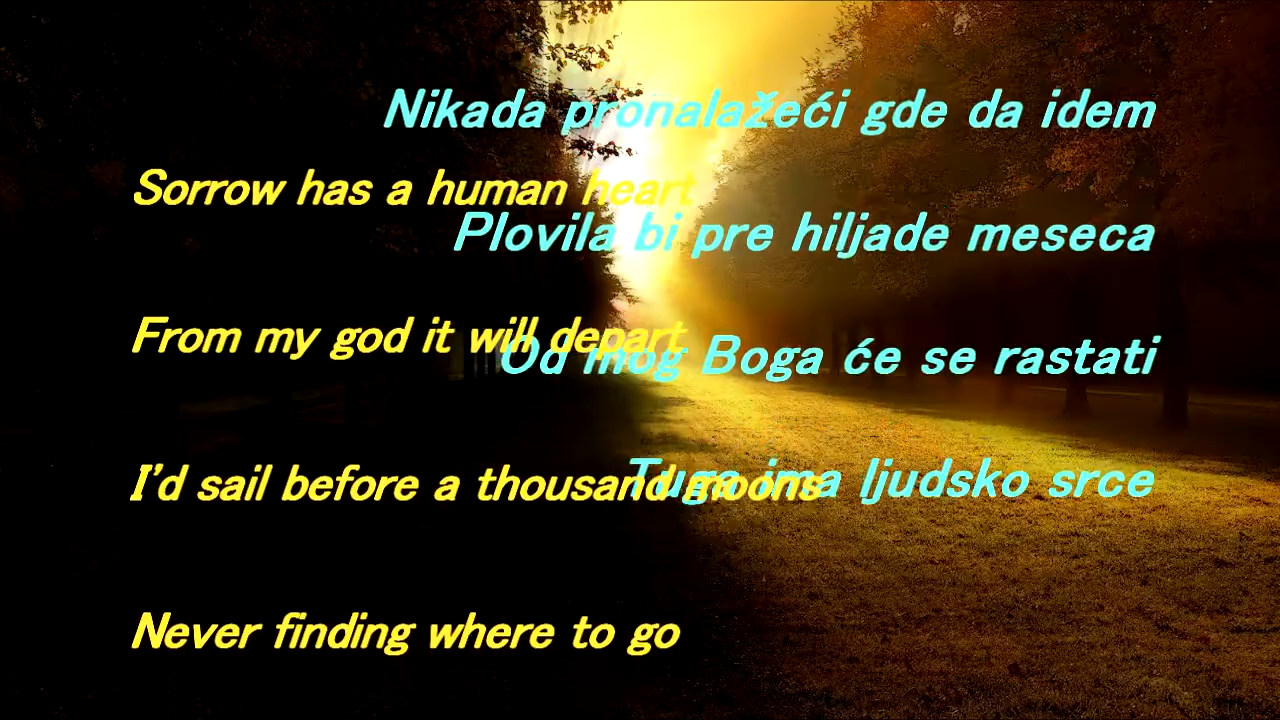 Nikada pronalažeći gde da idem
Sorrow has a human heart
Plovila bi pre hiljade meseca
From my god it will depart
Od mog Boga će se rastati
I'd sail before a thousand moons
Tuga ima ljudsko srce
Never finding where to go